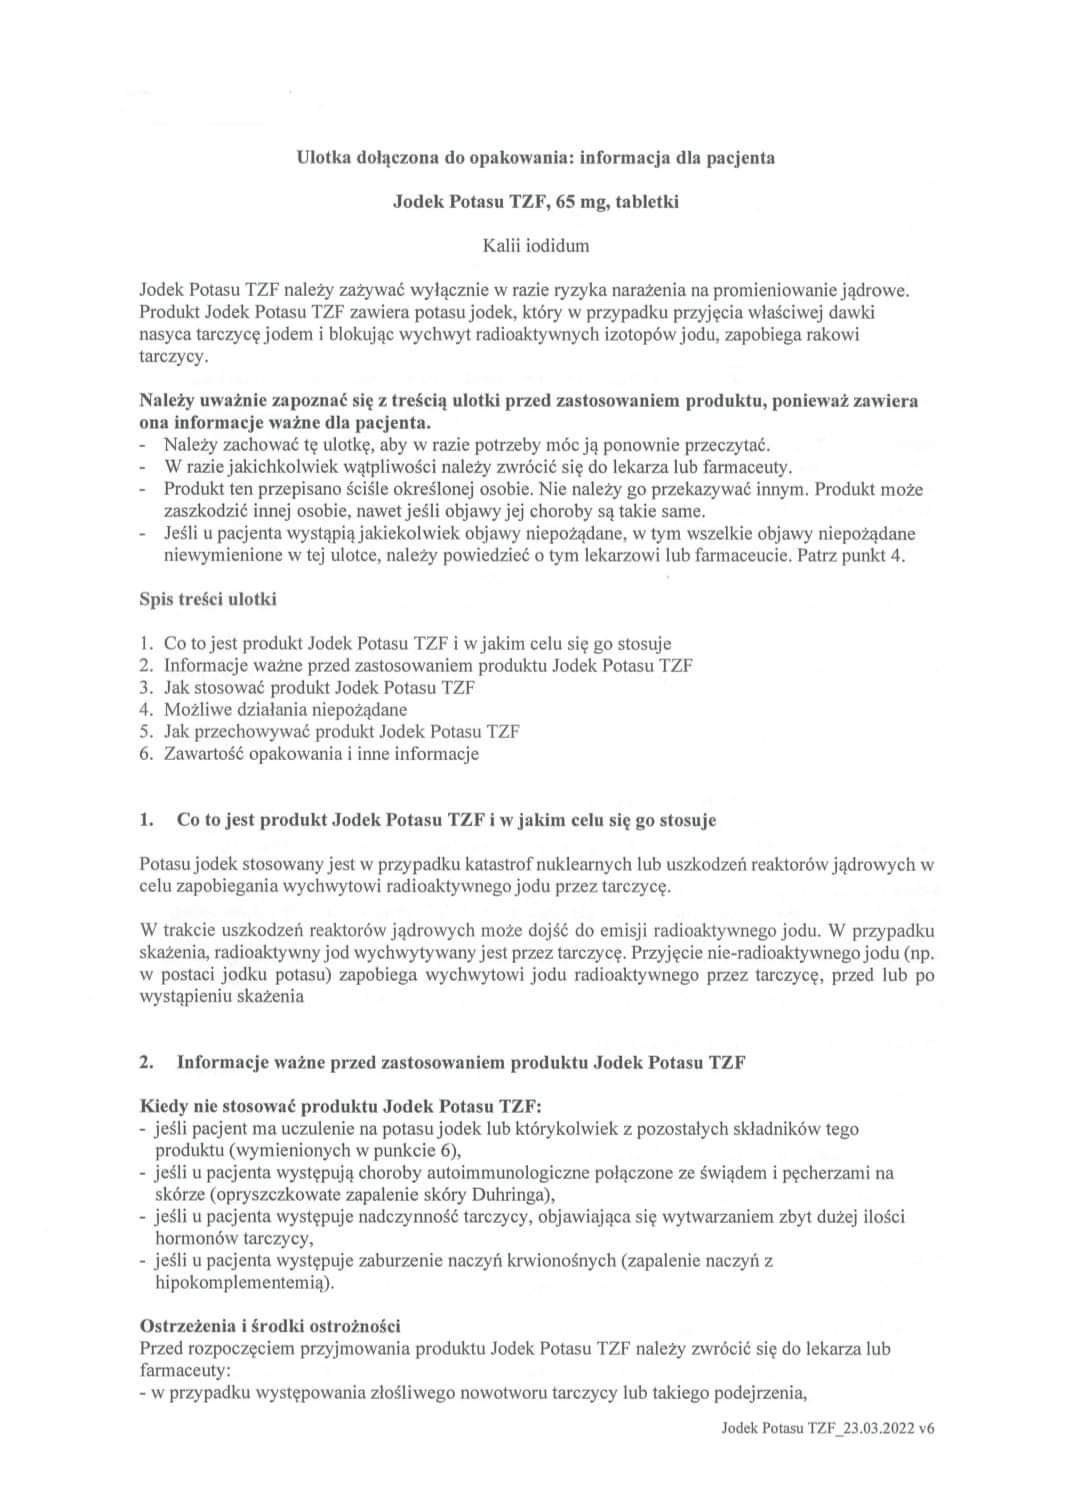 Ulotka dołączona do opakowania: informacja dla pacjenta
Jodek Potasu TZF, 65 mg, tabletki
Kalii iodidum
Jodek Potasu TZF należy zażywać wyłącznie w razie ryzyka narażenia na promieniowanie jądrowe.
Produkt Jodek Potasu TZF zawiera potasu jodek, który w przypadku przyjęcia właściwej dawki
nasyca tarczycę jodem i blokując wychwyt radioaktywnych izotopów jodu, zapobiega rakowi
tarczycy.
Należy uważnie zapoznać się z treścią ulotki przed zastosowaniem produktu, ponieważ zawiera
ona informacje ważne dla pacjenta.
- Należy zachować tę ulotkę, aby w razie potrzeby móc ją ponownie przeczytać.
- W razie jakichkolwiek wątpliwości należy zwrócić się do lekarza lub farmaceuty.
- Produkt ten przepisano ściśle określonej osobie. Nie należy go przekazywać innym. Produkt może
zaszkodzić innej osobie, nawet jeśli objawy jej choroby są takie same.
- Jeśli u pacjenta wystąpią jakiekolwiek objawy niepożądane, w tym wszelkie objawy niepożądane
niewymienione w tej ulotce, należy powiedzieć o tym lekarzowi lub farmaceucie. Patrz punkt 4.
Spis treści ulotki
1. Co to jest produkt Jodek Potasu TZF i w jakim celu się go stosuje
2. Informacje ważne przed zastosowaniem produktu Jodek Potasu TZF
3. Jak stosować produkt Jodek Potasu TZF
4. Możliwe działania niepożądane
5. Jak przechowywać produkt Jodek Potasu TZF
6. Zawartość opakowania i inne informacje
1. Co to jest produkt Jodek Potasu TZF i w jakim celu się go stosuje
Potasu jodek stosowany jest w przypadku katastrof nuklearnych lub uszkodzeń reaktorów jądrowych w
celu zapobiegania wychwytowi radioaktywnego jodu przez tarczycę.
W trakcie uszkodzeń reaktorów jądrowych może dojść do emisji radioaktywnego jodu. W przypadku
skażenia, radioaktywny jod wychwytywany jest przez tarczycę. Przyjęcie nie-radioaktywnego jodu (np.
w postaci jodku potasu) zapobiega wychwytowi jodu radioaktywnego przez tarczycę, przed lub po
wystąpieniu skażenia
2. Informacje ważne przed zastosowaniem produktu Jodek Potasu TZF
Kiedy nie stosować produktu Jodek Potasu TZF:
- jeśli pacjent ma uczulenie na potasu jodek lub którykolwiek z pozostałych składników tego
produktu (wymienionych w punkcie 6),
- jeśli u pacjenta występują choroby autoimmunologiczne połączone ze świądem i pęcherzami na
skórze (opryszczkowate zapalenie skóry Duhringa),
- jeśli u pacjenta występuje nadczynność tarczycy, objawiająca się wytwarzaniem zbyt dużej ilości
hormonów tarczycy,
- jeśli u pacjenta występuje zaburzenie naczyń krwionośnych (zapalenie naczyń z
hipokomplementemią).
Ostrzeżenia i środki ostrożności
Przed rozpoczęciem przyjmowania produktu Jodek Potasu TZF należy zwrócić się do lekarza lub
farmaceuty:
- w przypadku występowania złośliwego nowotworu tarczycy lub takiego podejrzenia,
Jodek Potasu TZF_23.03.2022 v6